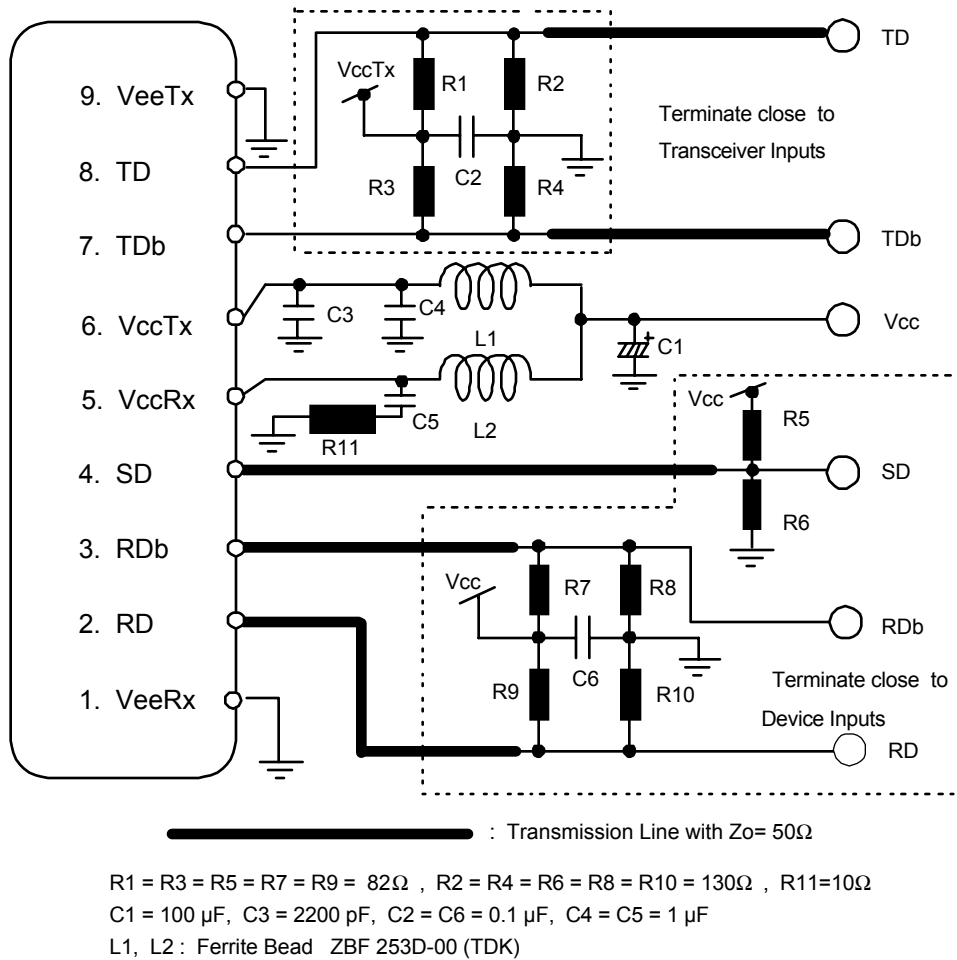 TD
VccTx
R1
R2
9. VeeTx
Terminate close to
Transceiver Inputs
8. TD
R3
C2
R4
7. TDb
TDb
6. VccTx
C3
C4
L1
Vcc
C1
5. VccRx
C5
L2
R11
Vcc
R5
4. SD
SD
R6
3. RDb
Vcc
R7
R8
RDb
2. RD
R9
C6
R10
1. VeeRx
Terminate close to
Device Inputs
RD
: Transmission Line with Zo= 50Ω
R1 = R3 = R5 = R7 = R9 = 82Ω , R2 = R4 = R6 = R8 = R10 = 130Ω , R11=10Ω
C1 = 100 µF, C3 = 2200 pF, C2 = C6 = 0.1 µF, C4 = C5 = 1 µF
L1, L2 : Ferrite Bead ZBF 253D-00 (TDK)